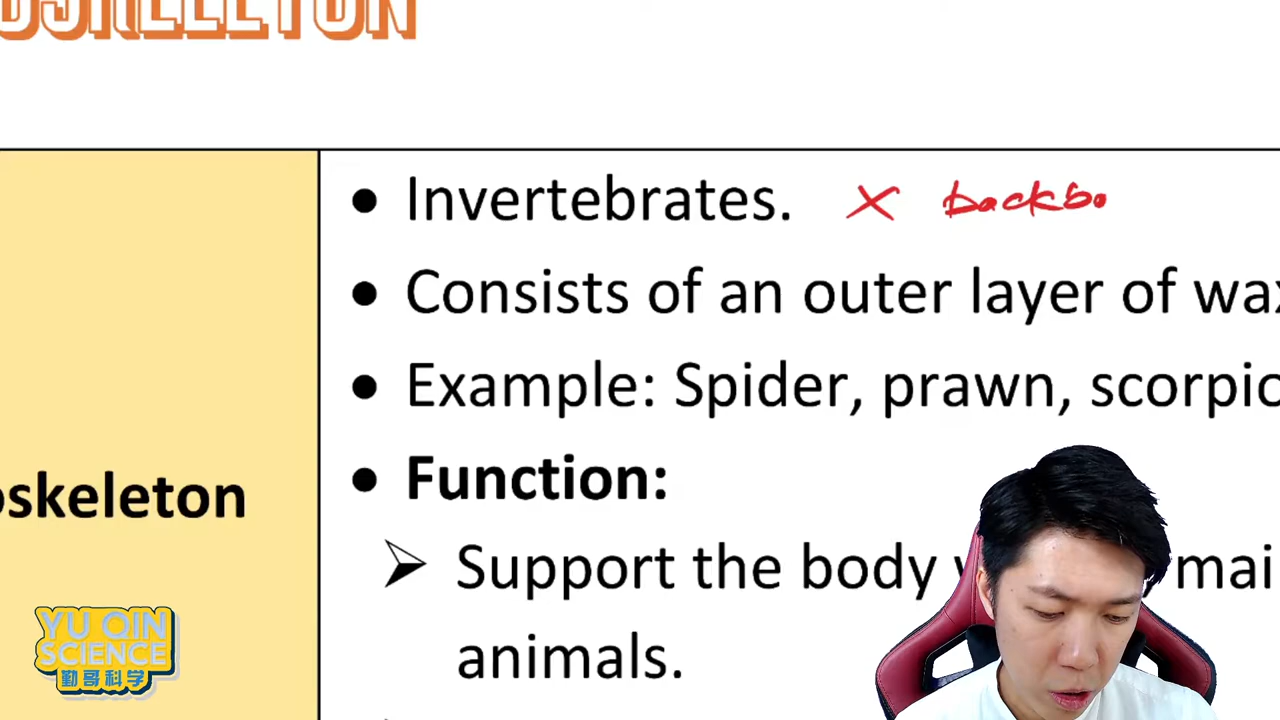 OSKELETON
Invertebrates. X backbo
Consists of an outer layer of wax
Example: Spider, prawn, scorpio
oskeleton
Function:
Support the body mai
animals.
YU QIN
SCIENCE
勤哥科学